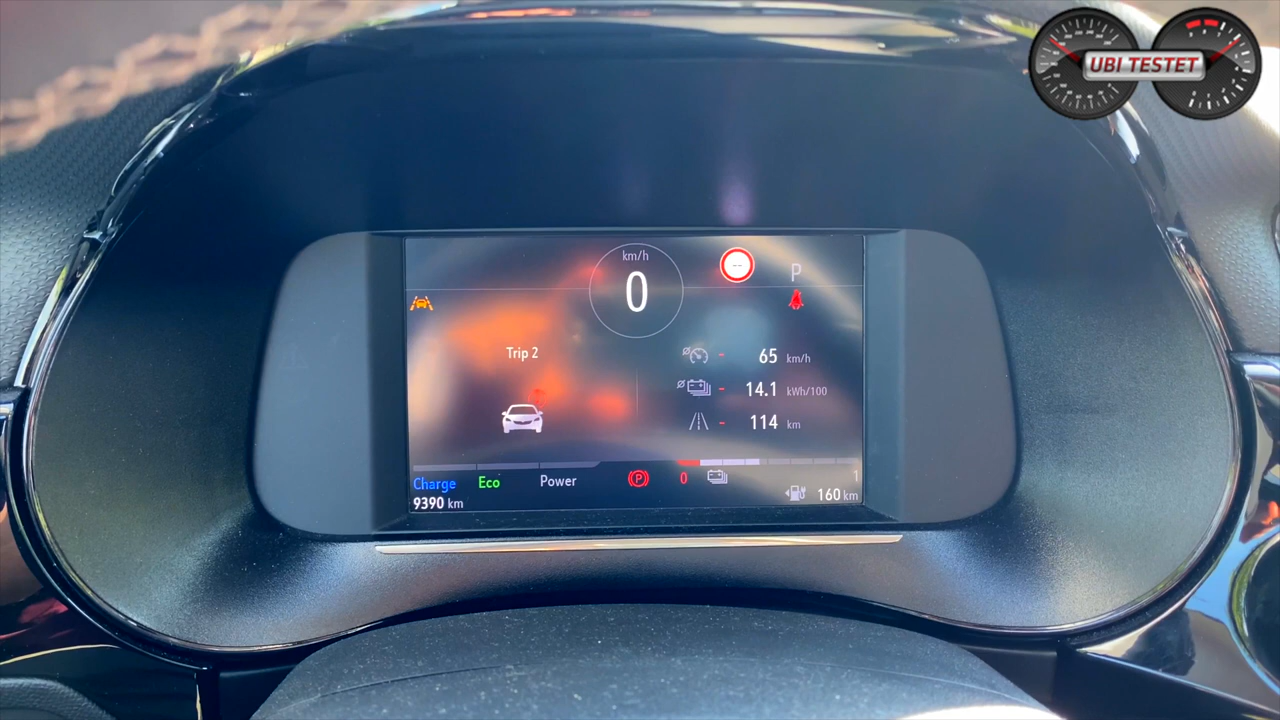 UBI TESTET
km/h
0
--
P
Trip 2
- 65 km/h
- 14.1 kWh/100
- 114 km
Charge Eco Power
(P) 0 1
9390 km
160 km